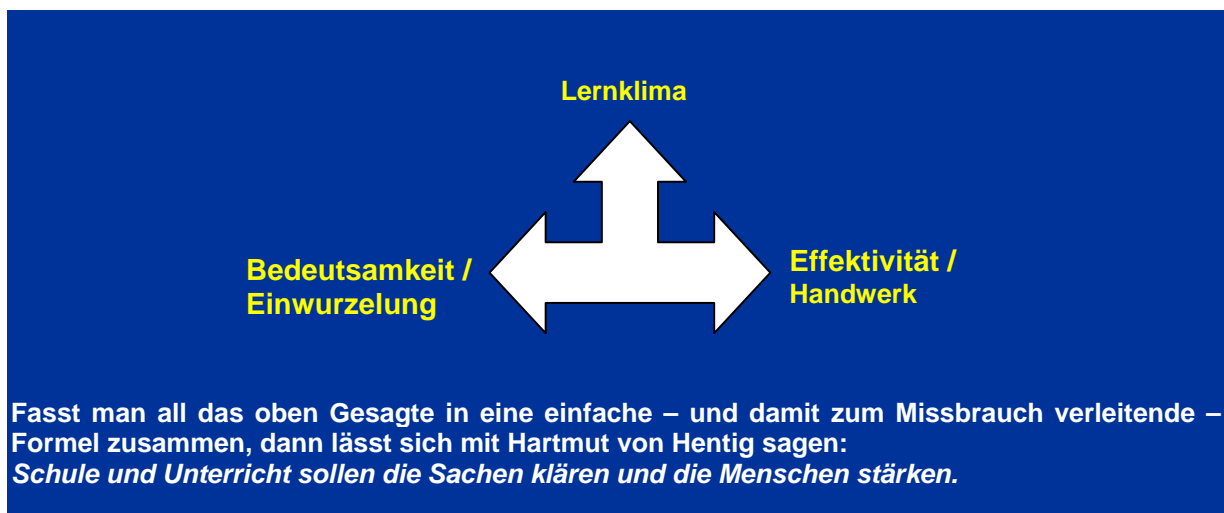 Lernklima
Bedeutsamkeit /
Einwurzelung
Effektivität /
Handwerk
Fasst man all das oben Gesagte in eine einfache – und damit zum Missbrauch verleitende –
Formel zusammen, dann lässt sich mit Hartmut von Hentig sagen:
Schule und Unterricht sollen die Sachen klären und die Menschen stärken.